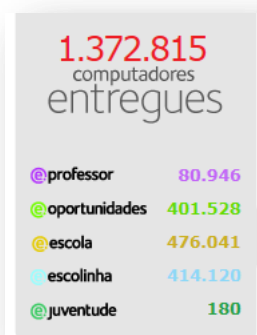 1.372.815
computadores
entregues
@professor 80.946
@oportunidades 401.528
@escola 476.041
@escolinha 414.120
@juventude 180